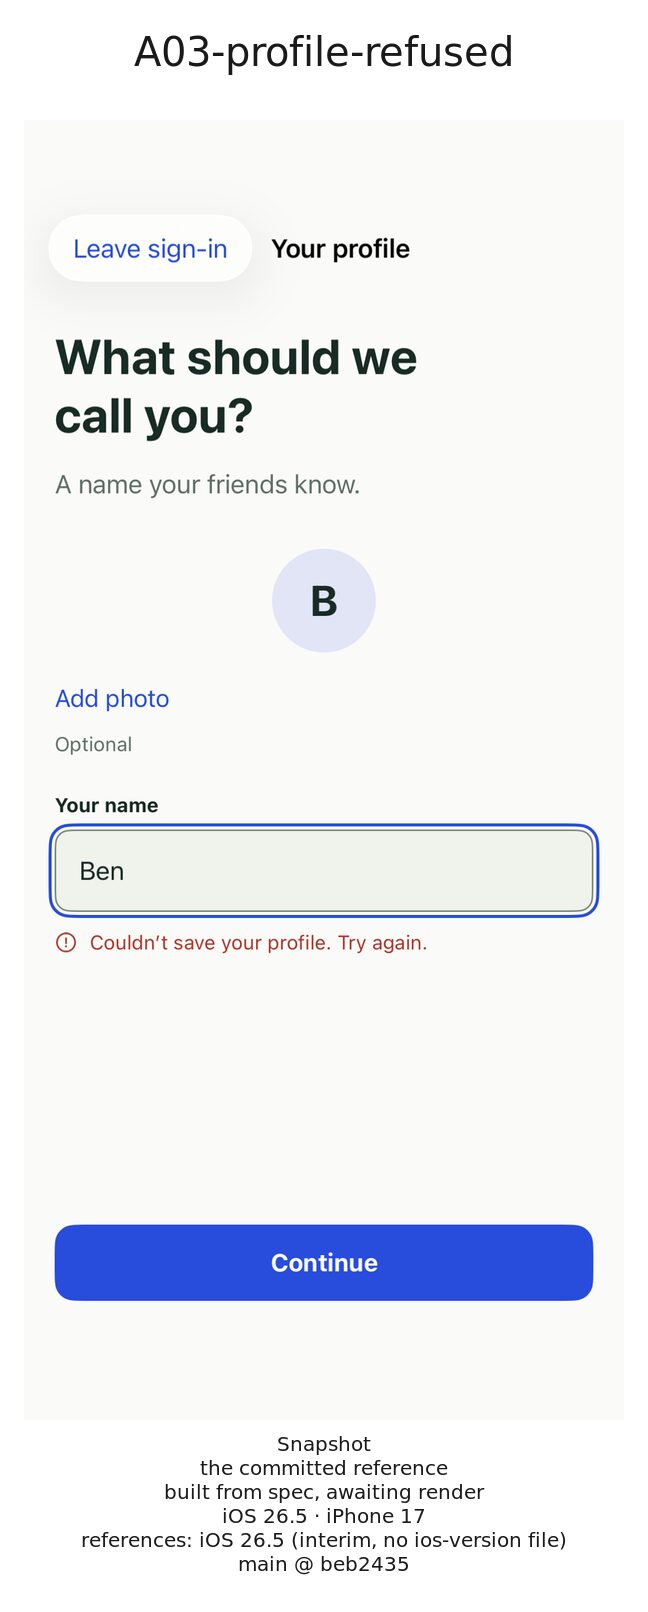 A03-profile-refused
Leave sign-in
Your profile
What should we
call you?
A name your friends know.
B
Add photo
Optional
Your name
Ben
Couldn’t save your profile. Try again.
Continue
Snapshot
the committed reference
built from spec, awaiting render
iOS 26.5 · iPhone 17
references: iOS 26.5 (interim, no ios-version file)
main @ beb2435